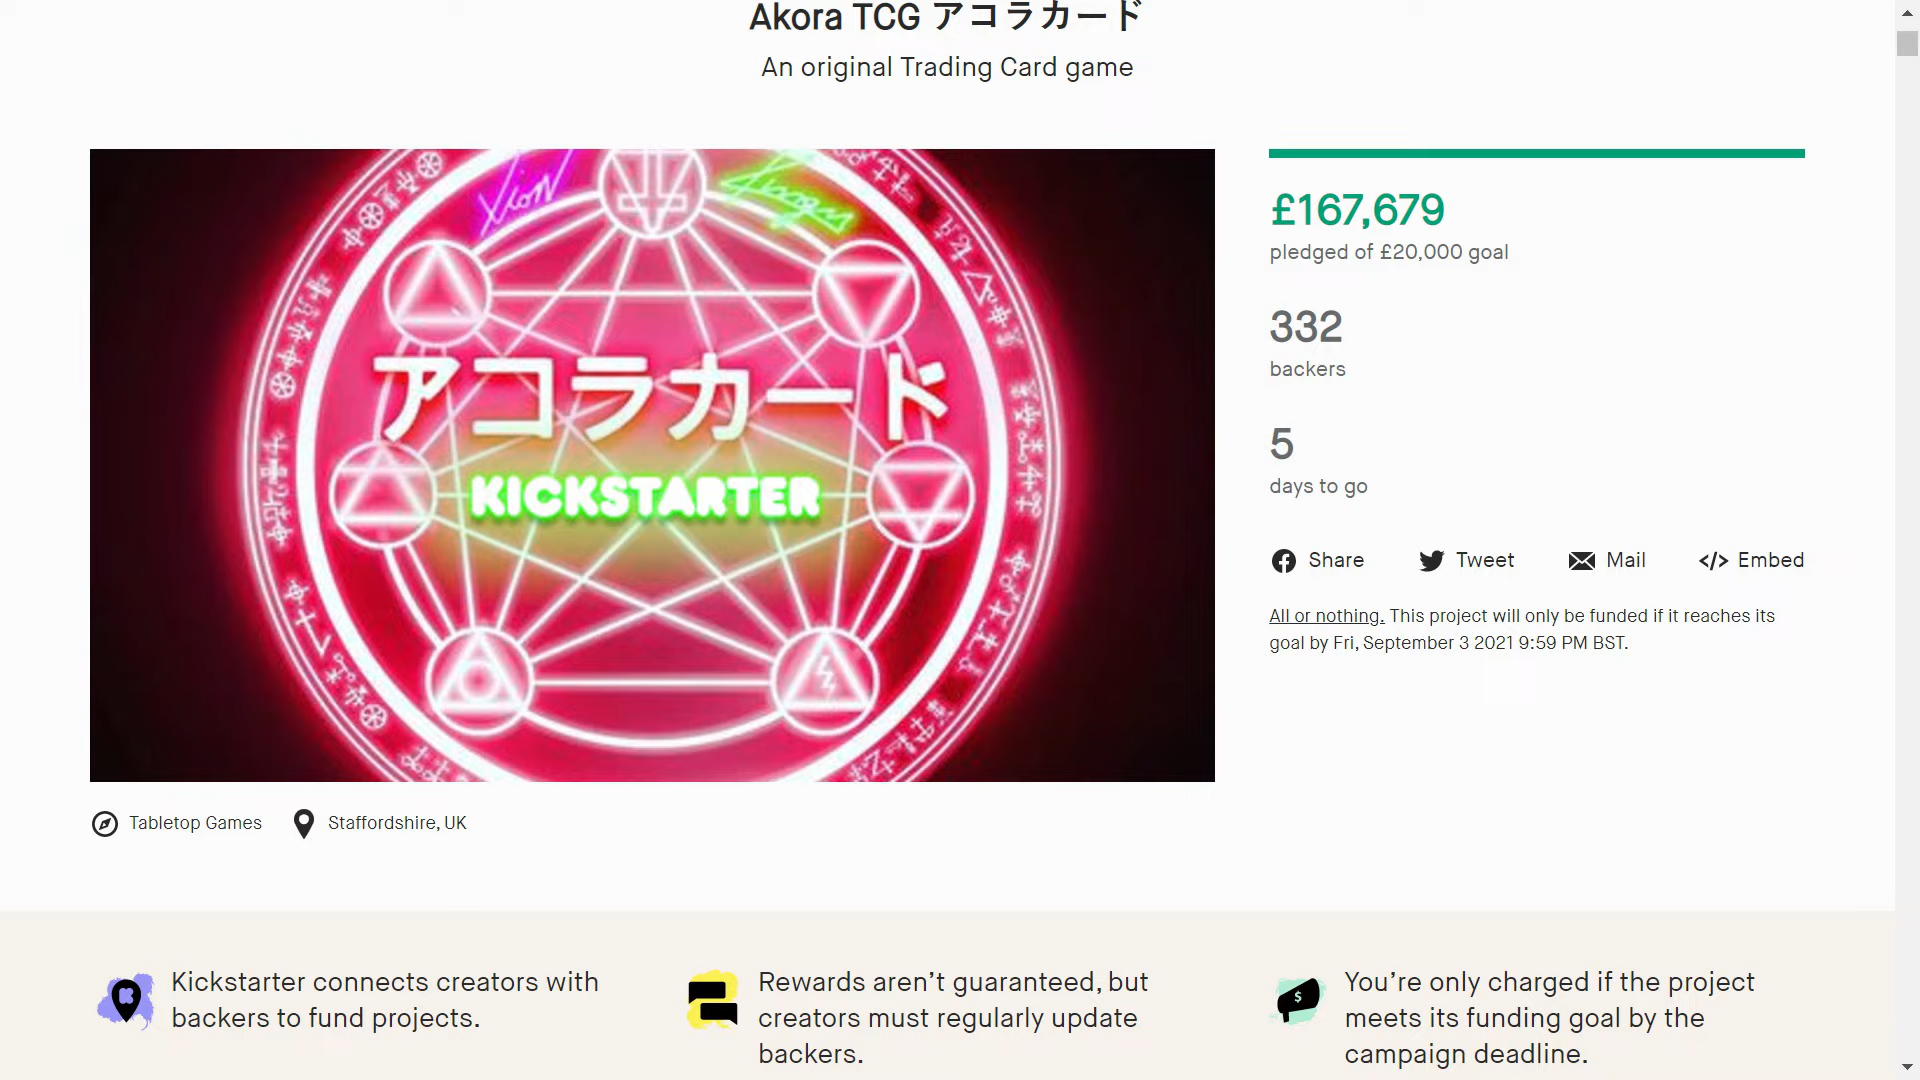 Akora TCG アコラカード
An original Trading Card game
Xion
アコラカード
KICKSTARTER
£167,679
pledged of £20,000 goal
332
backers
5
days to go
Share Tweet Mail Embed
All or nothing. This project will only be funded if it reaches its
goal by Fri, September 3 2021 9:59 PM BST.
Tabletop Games Staffordshire, UK
Kickstarter connects creators with
backers to fund projects.
Rewards aren’t guaranteed, but
creators must regularly update
backers.
You’re only charged if the project
meets its funding goal by the
campaign deadline.